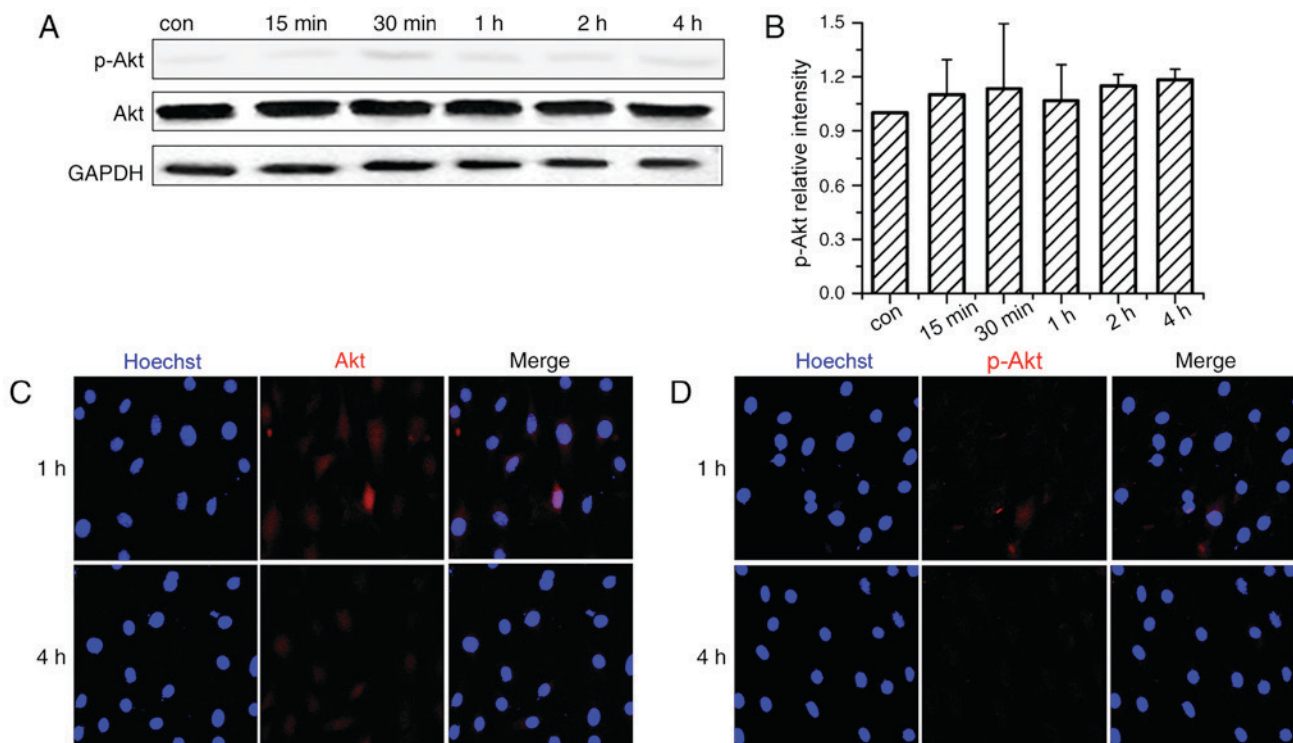 A
con 15 min 30 min 1 h 2 h 4 h
p-Akt
Akt
GAPDH
B
p-Akt relative intensity
1.5
1.2
0.9
0.6
0.3
0.0
con 15 min 30 min 1 h 2 h 4 h
C
Hoechst Akt Merge
1 h
4 h
D
Hoechst p-Akt Merge
1 h
4 h